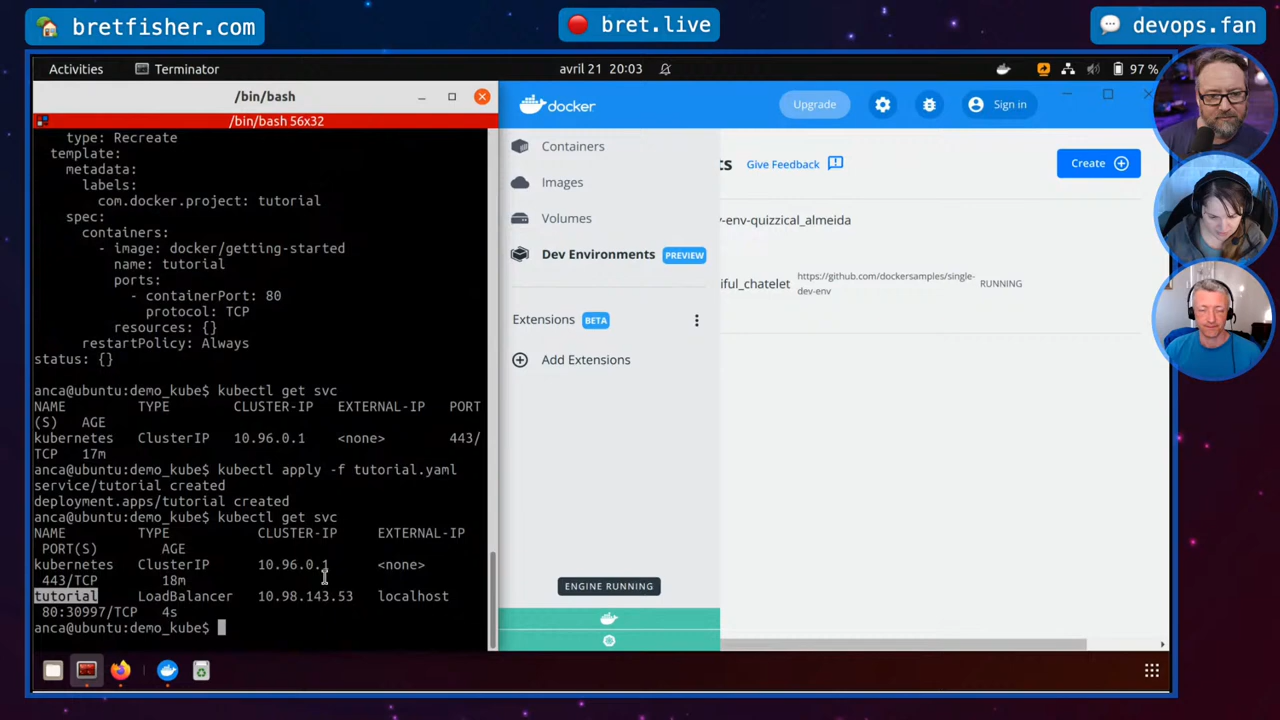 bretfisher.com
bret.live
devops.fan
Activities
Terminator
avril 21 20:03
97 %
/bin/bash
/bin/bash 56x32
type: Recreate
template:
metadata:
labels:
com.docker.project: tutorial
spec:
containers:
- image: docker/getting-started
name: tutorial
ports:
- containerPort: 80
protocol: TCP
resources: {}
restartPolicy: Always
status: {}
anca@ubuntu:demo_kube$ kubectl get svc
NAME TYPE CLUSTER-IP EXTERNAL-IP PORT
(S) AGE
kubernetes ClusterIP 10.96.0.1 <none> 443/
TCP 17m
anca@ubuntu:demo_kube$ kubectl apply -f tutorial.yaml
service/tutorial created
deployment.apps/tutorial created
anca@ubuntu:demo_kube$ kubectl get svc
NAME TYPE CLUSTER-IP EXTERNAL-IP
PORT(S) AGE
kubernetes ClusterIP 10.96.0.1 <none>
443/TCP 18m
tutorial LoadBalancer 10.98.143.53 localhost
80:30997/TCP 4s
anca@ubuntu:demo_kube$
docker
Upgrade
Sign in
Containers
Images
Volumes
Dev Environments PREVIEW
Extensions BETA
Add Extensions
ENGINE RUNNING
ts Give Feedback
Create
v-env-quizzical_almeida
iful_chatelet
https://github.com/dockersamples/single-
dev-env
RUNNING